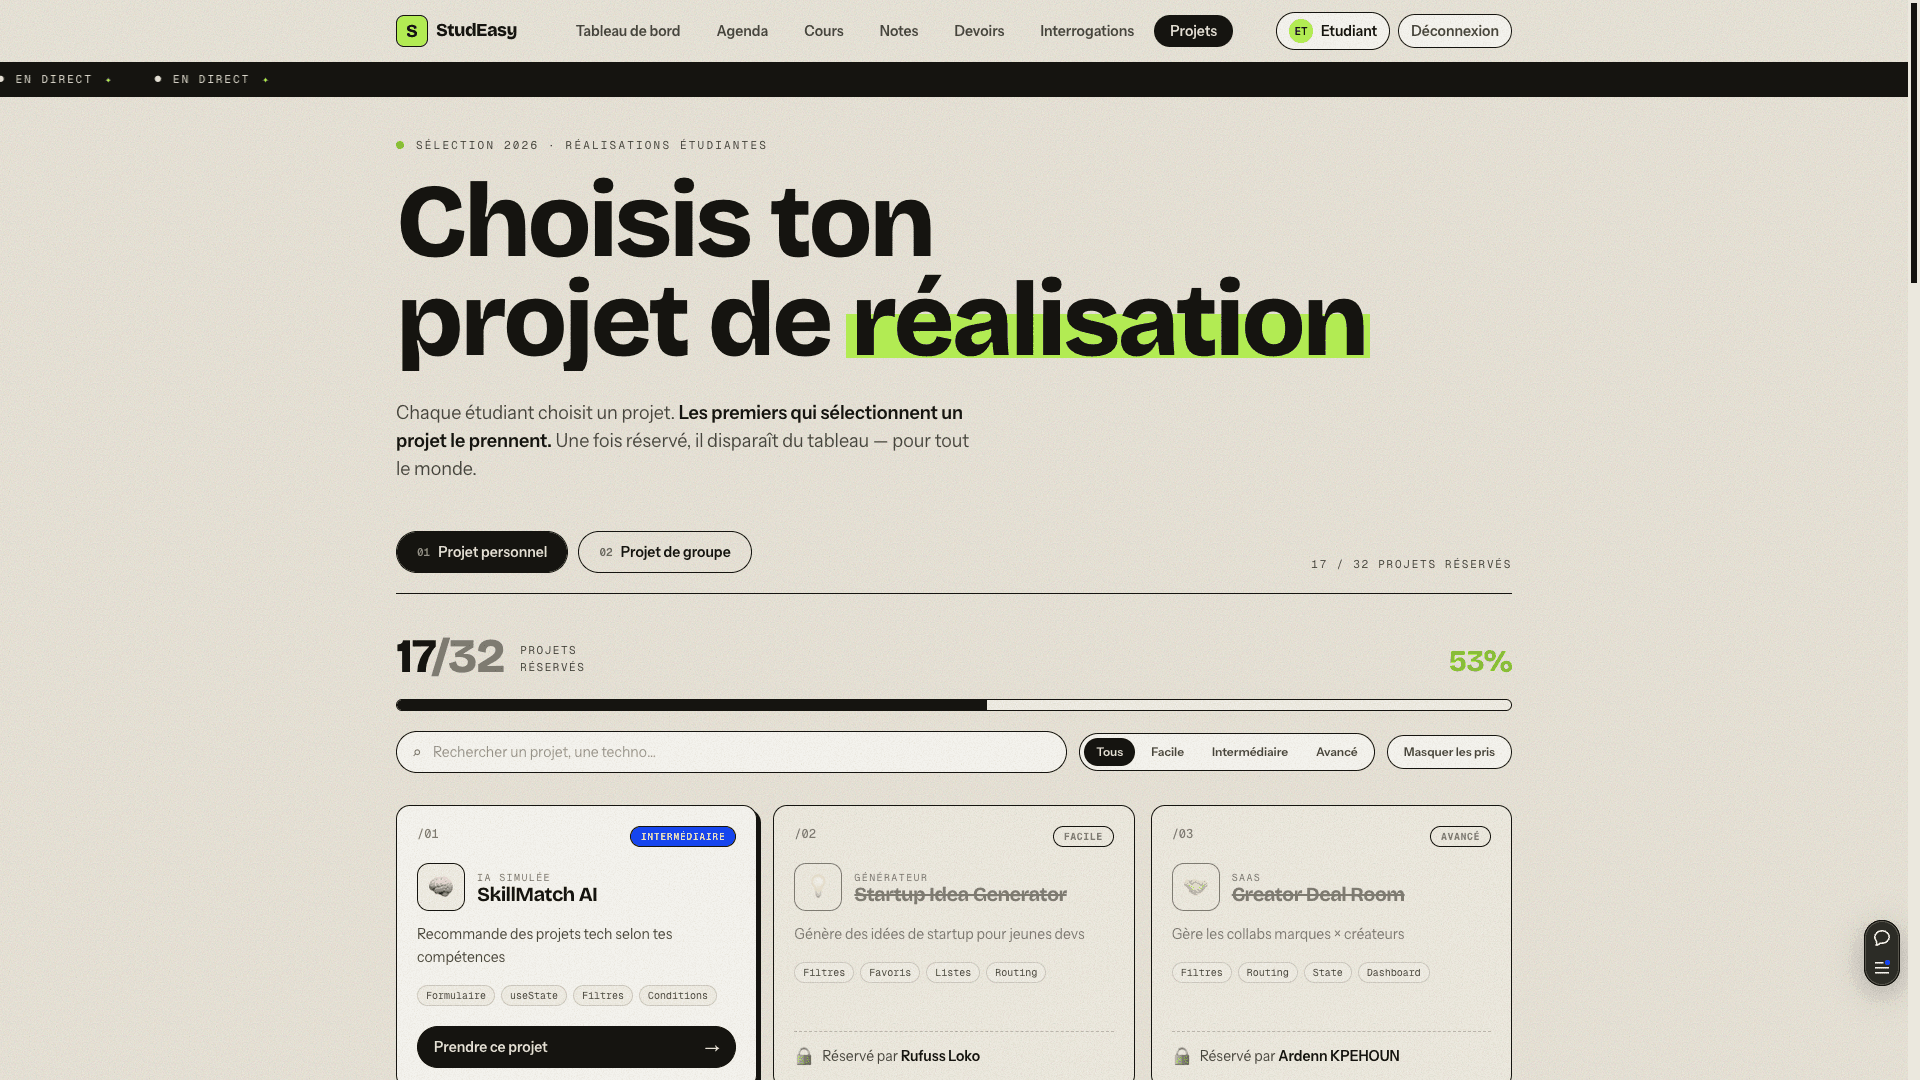 S StudEasy Tableau de bord Agenda Cours Notes Devoirs Interrogations Projets ET Etudiant Déconnexion
EN DIRECT EN DIRECT
SÉLECTION 2026 · RÉALISATIONS ÉTUDIANTES
Choisis ton
projet de réalisation
Chaque étudiant choisit un projet. Les premiers qui sélectionnent un
projet le prennent. Une fois réservé, il disparaît du tableau — pour tout
le monde.
01 Projet personnel 02 Projet de groupe
17 / 32 PROJETS RÉSERVÉS
17/32 PROJETS
RÉSERVÉS
53%
Rechercher un projet, une techno... Tous Facile Intermédiaire Avancé Masquer les pris
/01 INTERMÉDIAIRE
IA SIMULÉE
SkillMatch AI
Recommande des projets tech selon tes
compétences
Formulaire useState Filtres Conditions
Prendre ce projet →
/02 FACILE
GÉNÉRATEUR
Startup Idea Generator
Génère des idées de startup pour jeunes devs
Filtres Favoris Listes Routing
Réservé par Rufuss Loko
/03 AVANCÉ
SAAS
Creator Deal Room
Gère les collabs marques × créateurs
Filtres Routing State Dashboard
Réservé par Ardenn KPEHOUN